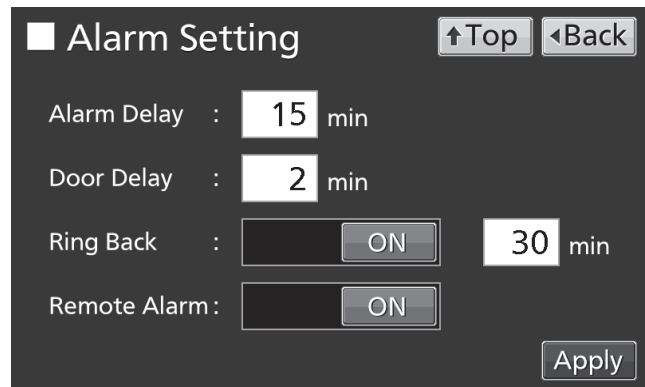 Alarm Setting
↑Top
◂Back
Alarm Delay : 15 min
Door Delay : 2 min
Ring Back : ON 30 min
Remote Alarm : ON
Apply